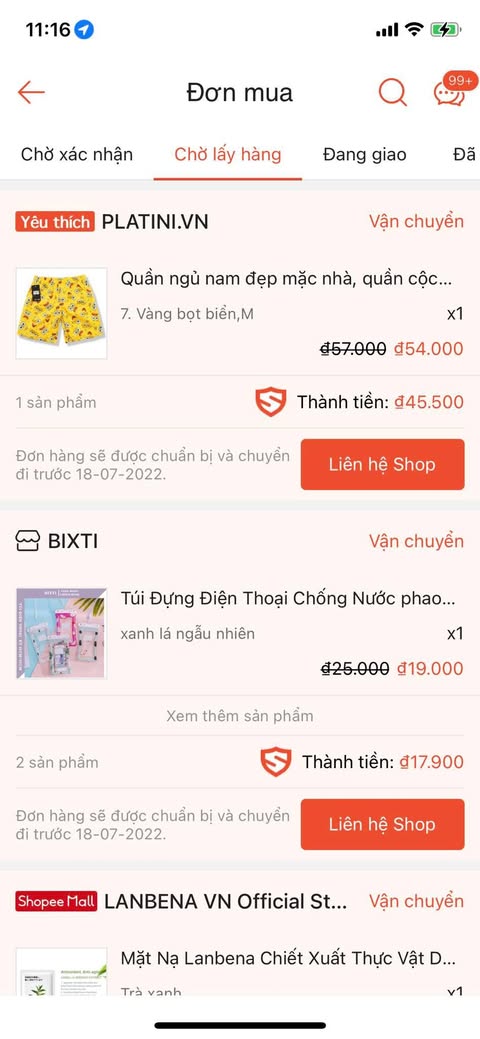 11:16
99+
Đơn mua
Chờ xác nhận Chờ lấy hàng Đang giao Đã
Yêu thích PLATINI.VN Vận chuyển
Quần ngủ nam đẹp mặc nhà, quần cộc...
7. Vàng bọt biển,M x1
₫57.000 ₫54.000
1 sản phẩm Thành tiền: ₫45.500
Đơn hàng sẽ được chuẩn bị và chuyển
đi trước 18-07-2022.
Liên hệ Shop
BIXTI Vận chuyển
Túi Đựng Điện Thoại Chống Nước phao...
xanh lá ngẫu nhiên x1
₫25.000 ₫19.000
Xem thêm sản phẩm
2 sản phẩm Thành tiền: ₫17.900
Đơn hàng sẽ được chuẩn bị và chuyển
đi trước 18-07-2022.
Liên hệ Shop
Shopee Mall LANBENA VN Official St... Vận chuyển
Mặt Nạ Lanbena Chiết Xuất Thực Vật D...
Trà xanh x1